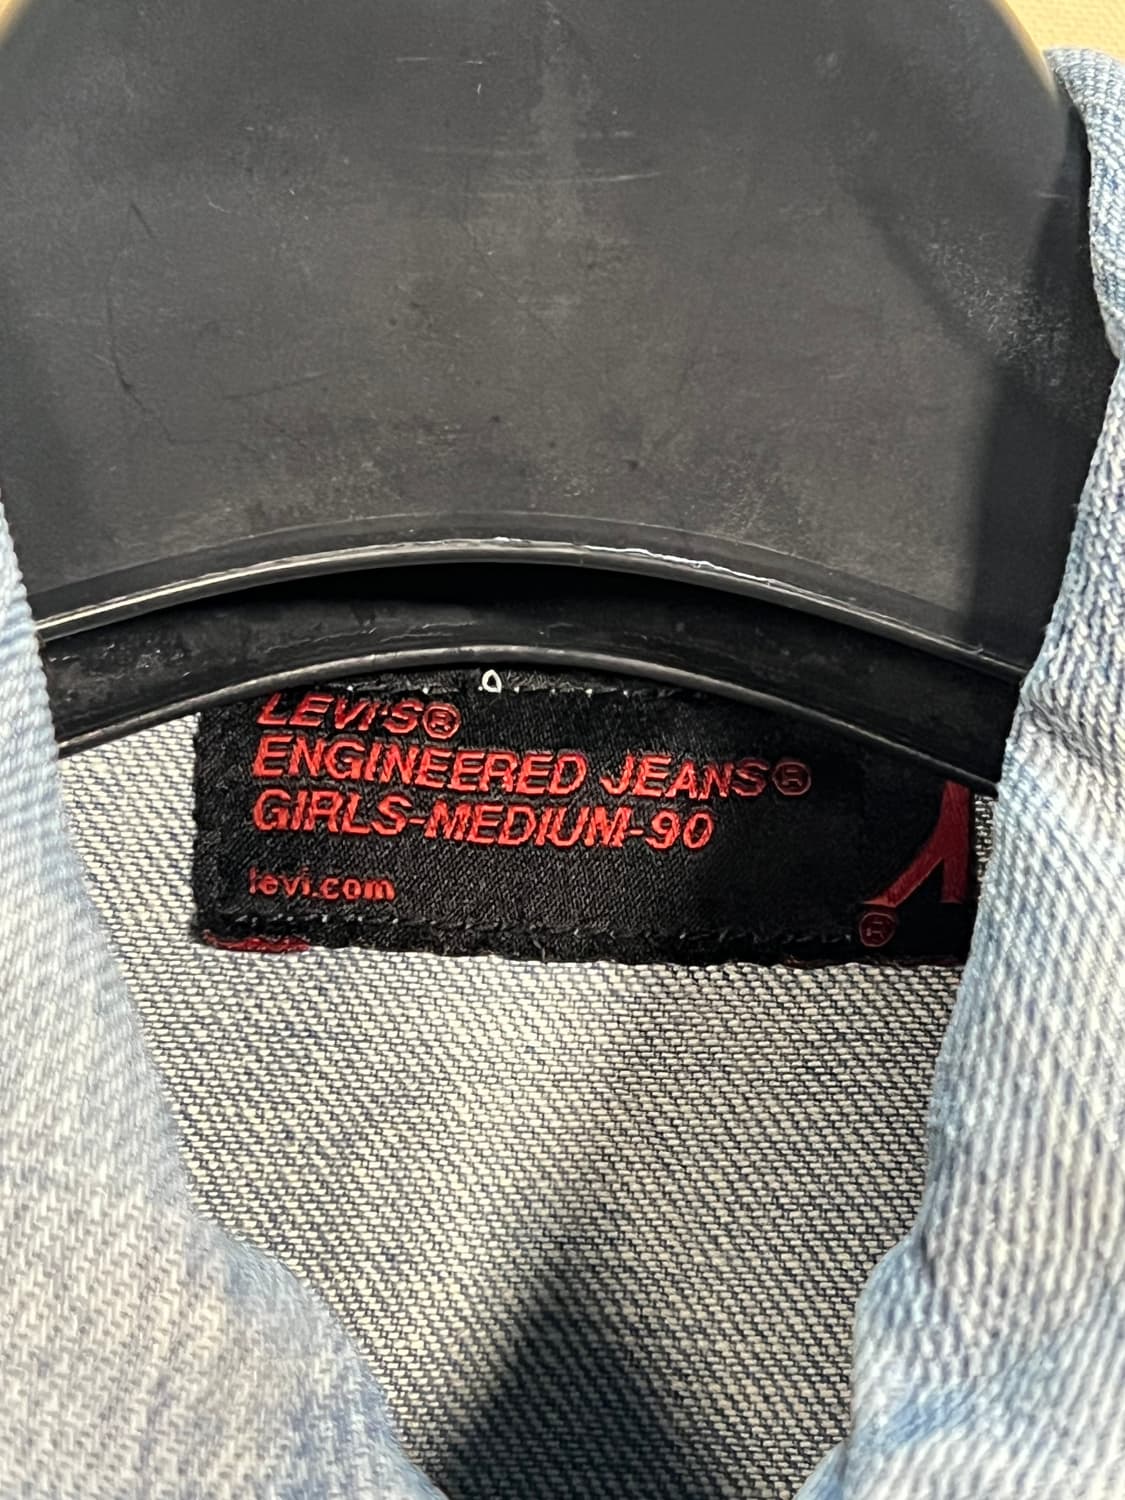 LEVI'S®
ENGINEERED JEANS®
GIRLS-MEDIUM-90
levi.com
®